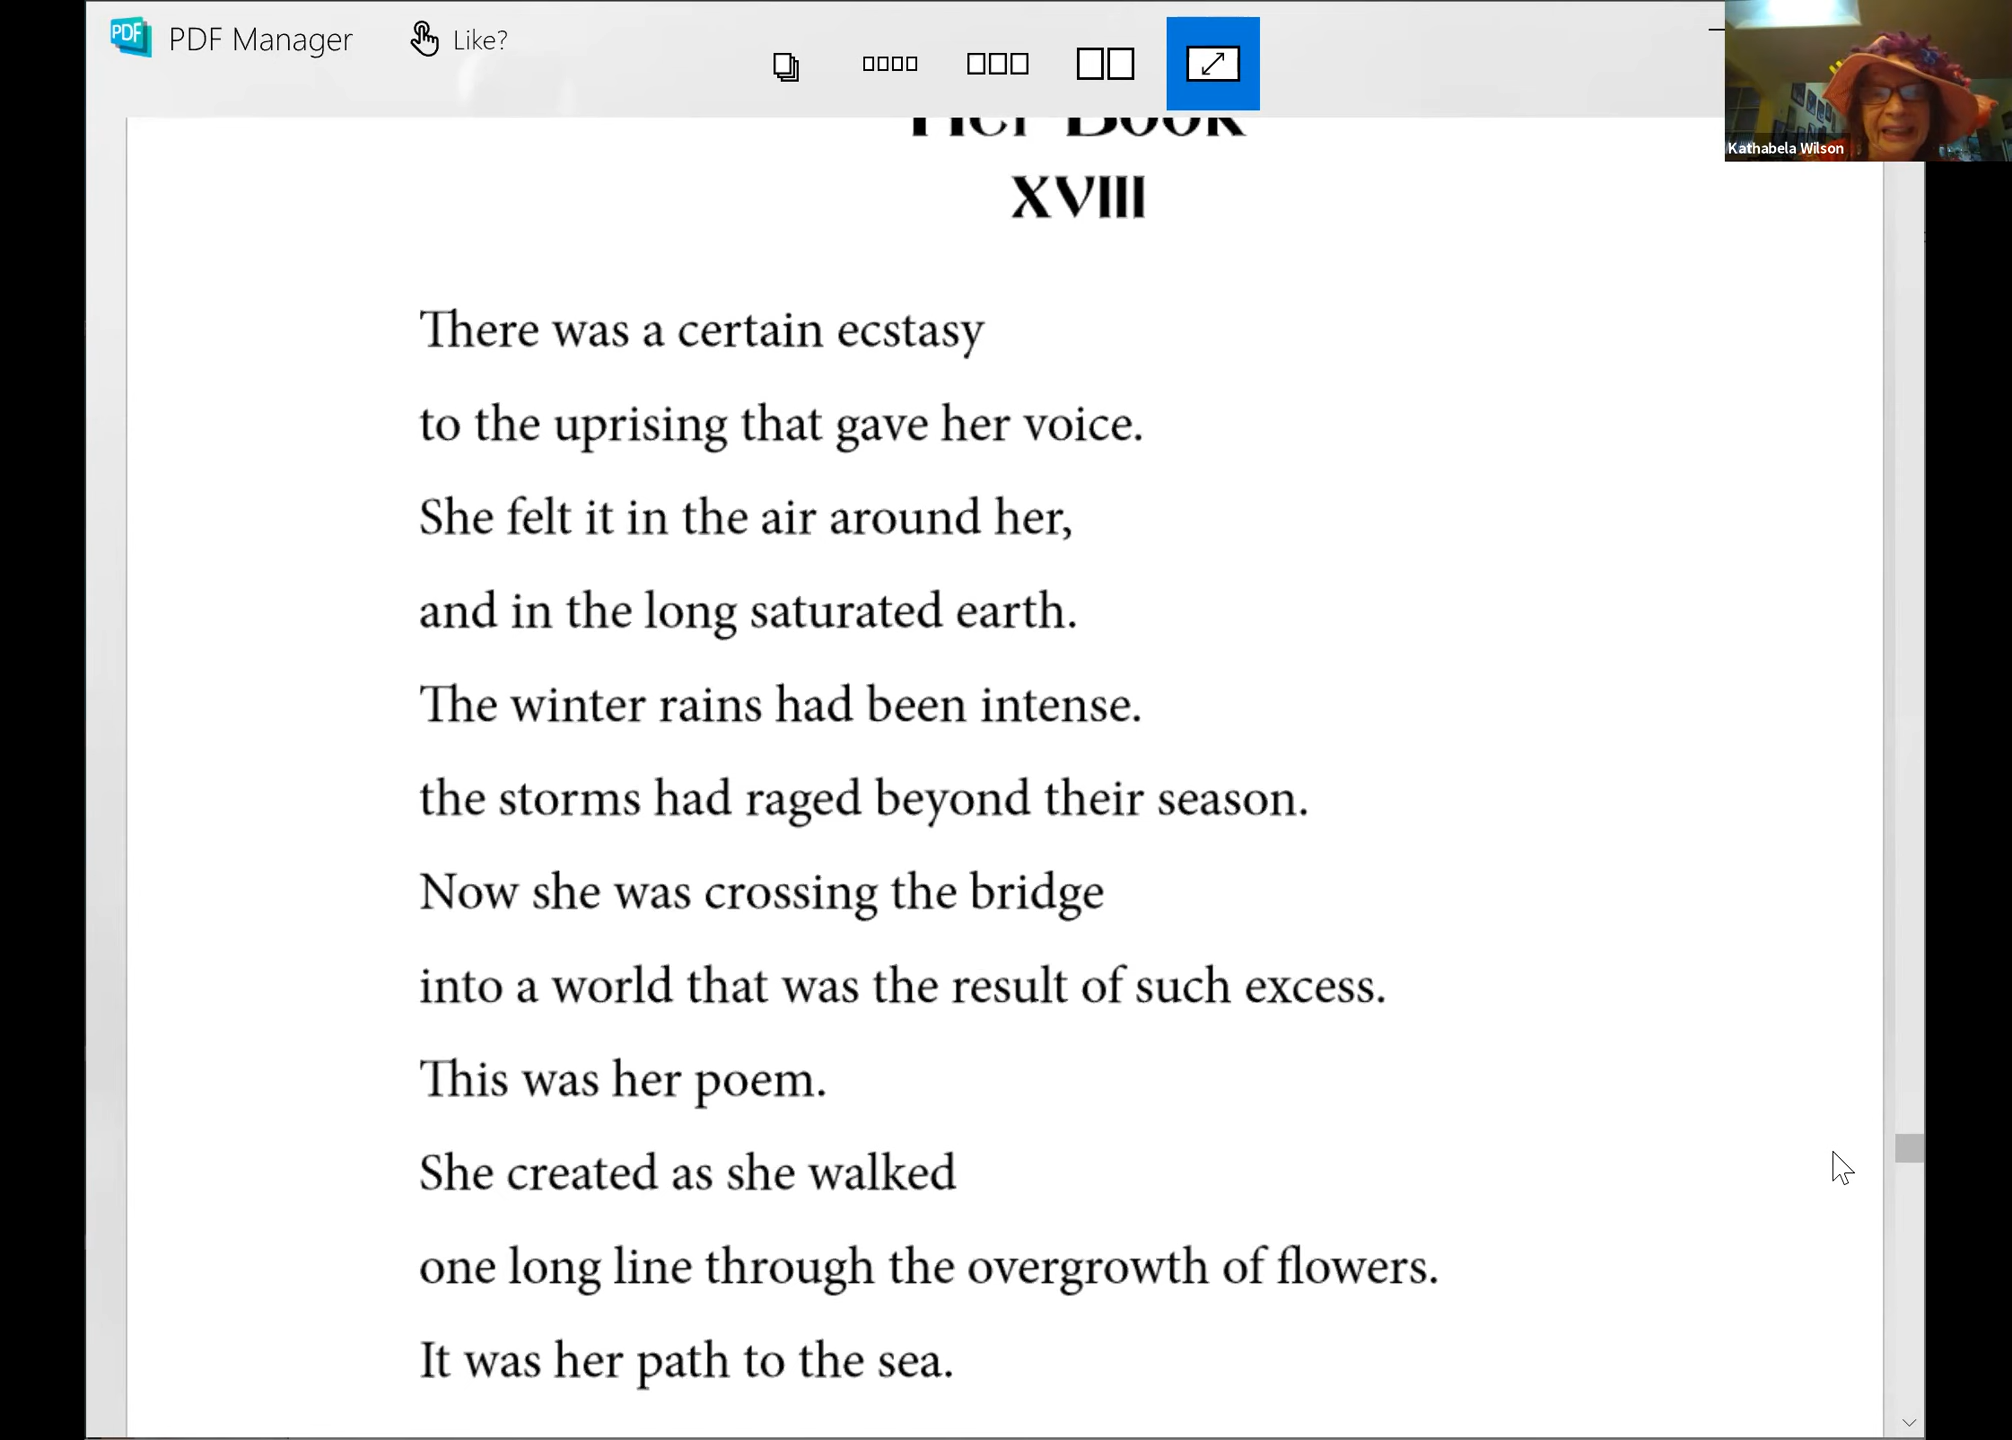 PDF
PDF Manager
Like?
Kathabela Wilson
Her Book
XVIII
There was a certain ecstasy
to the uprising that gave her voice.
She felt it in the air around her,
and in the long saturated earth.
The winter rains had been intense.
the storms had raged beyond their season.
Now she was crossing the bridge
into a world that was the result of such excess.
This was her poem.
She created as she walked
one long line through the overgrowth of flowers.
It was her path to the sea.